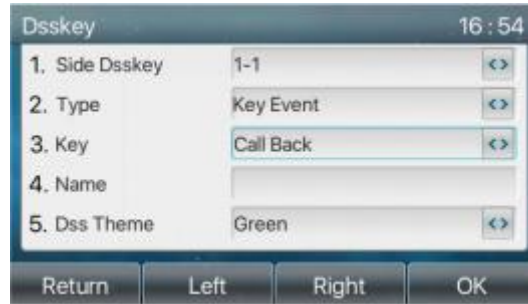 Dsskey 16:54
1. Side Dsskey 1-1 <>
2. Type Key Event <>
3. Key Call Back <>
4. Name
5. Dss Theme Green <>
Return Left Right OK